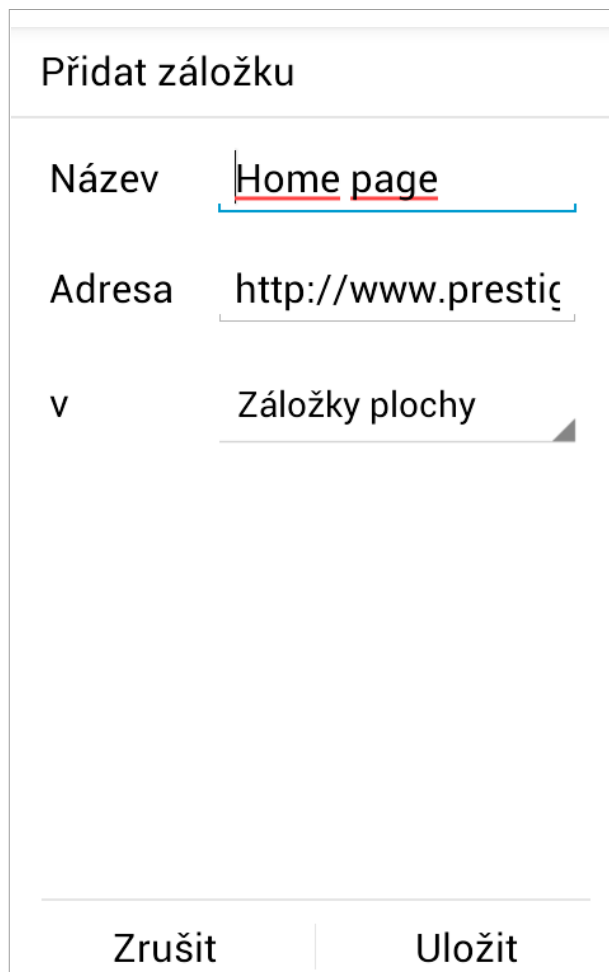 Přidat záložku
Název Home page
Adresa http://www.prestig
v Záložky plochy
Zrušit Uložit